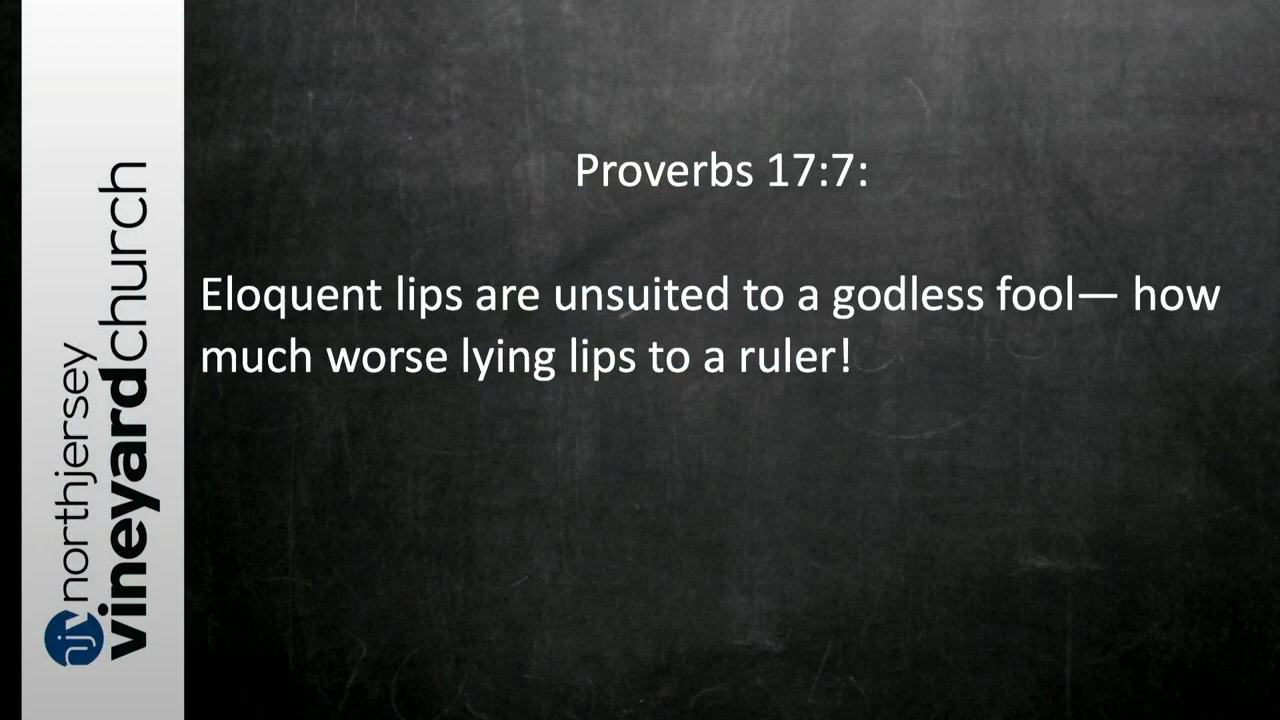 njv
northjersey
vineyardchurch
Proverbs 17:7:
Eloquent lips are unsuited to a godless fool— how
much worse lying lips to a ruler!